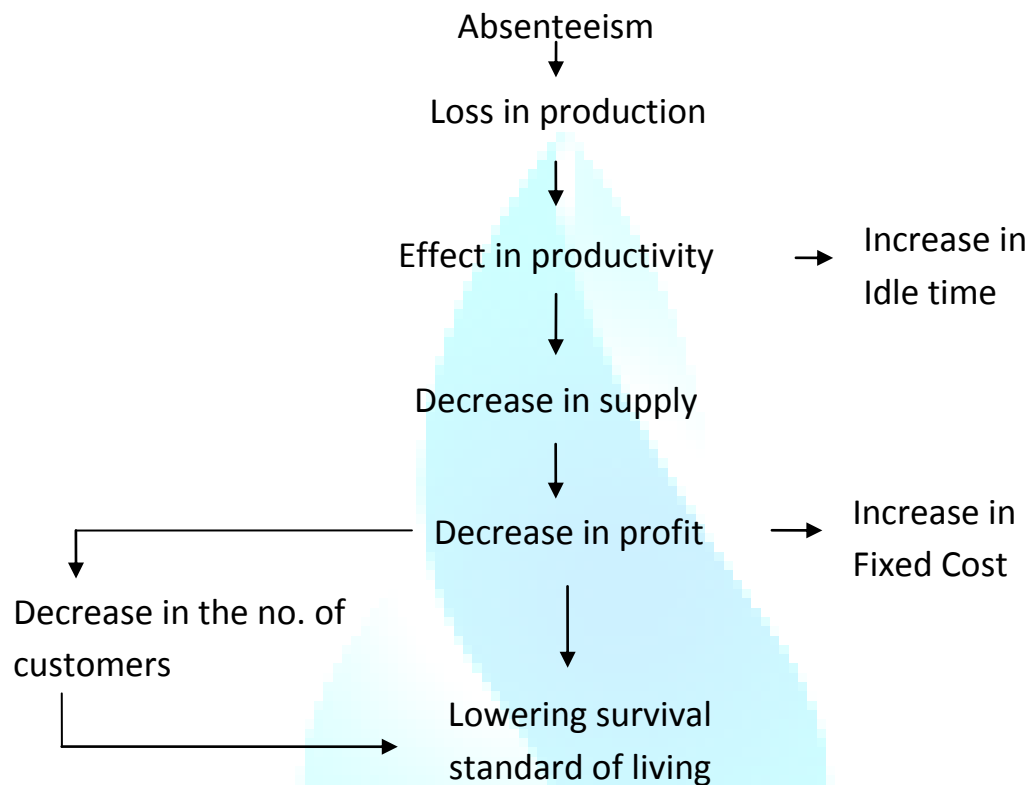 Absenteeism
Loss in production
Effect in productivity
Increase in
Idle time
Decrease in supply
Decrease in profit
Increase in
Fixed Cost
Decrease in the no. of
customers
Lowering survival
standard of living